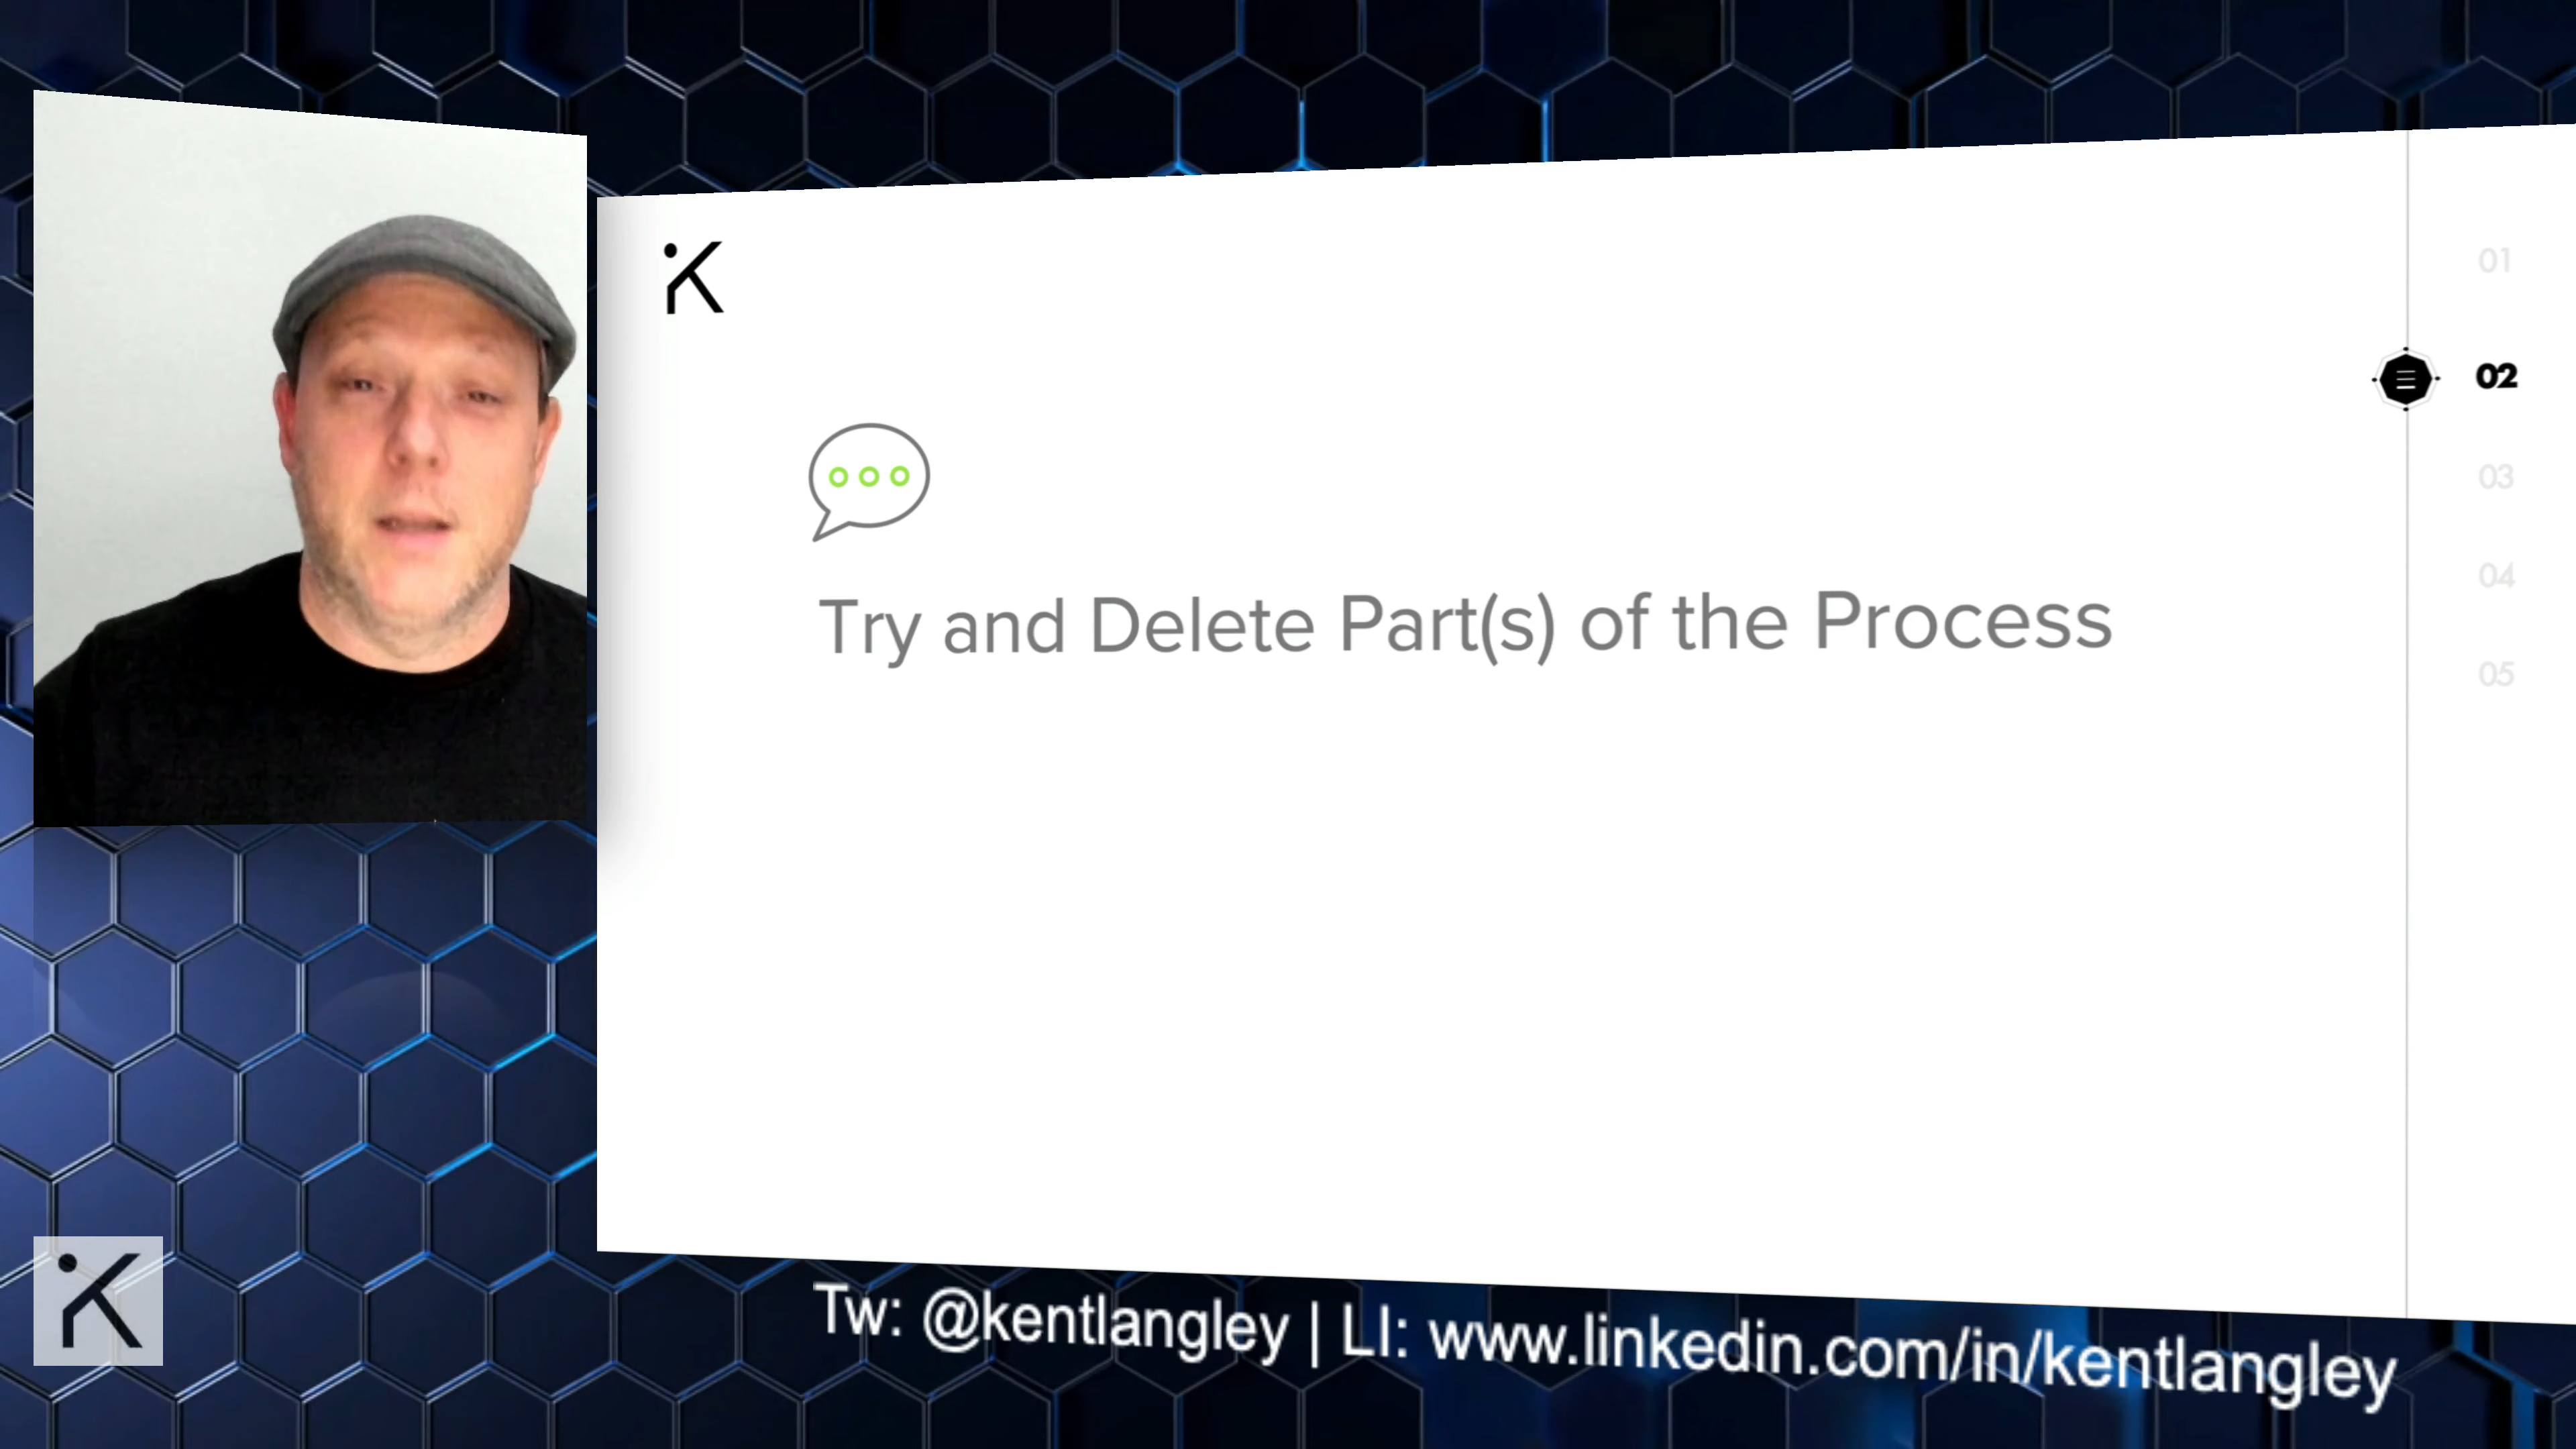 Try and Delete Part(s) of the Process
01
02
03
04
05
Tw: @kentlangley | LI: www.linkedin.com/in/kentlangley